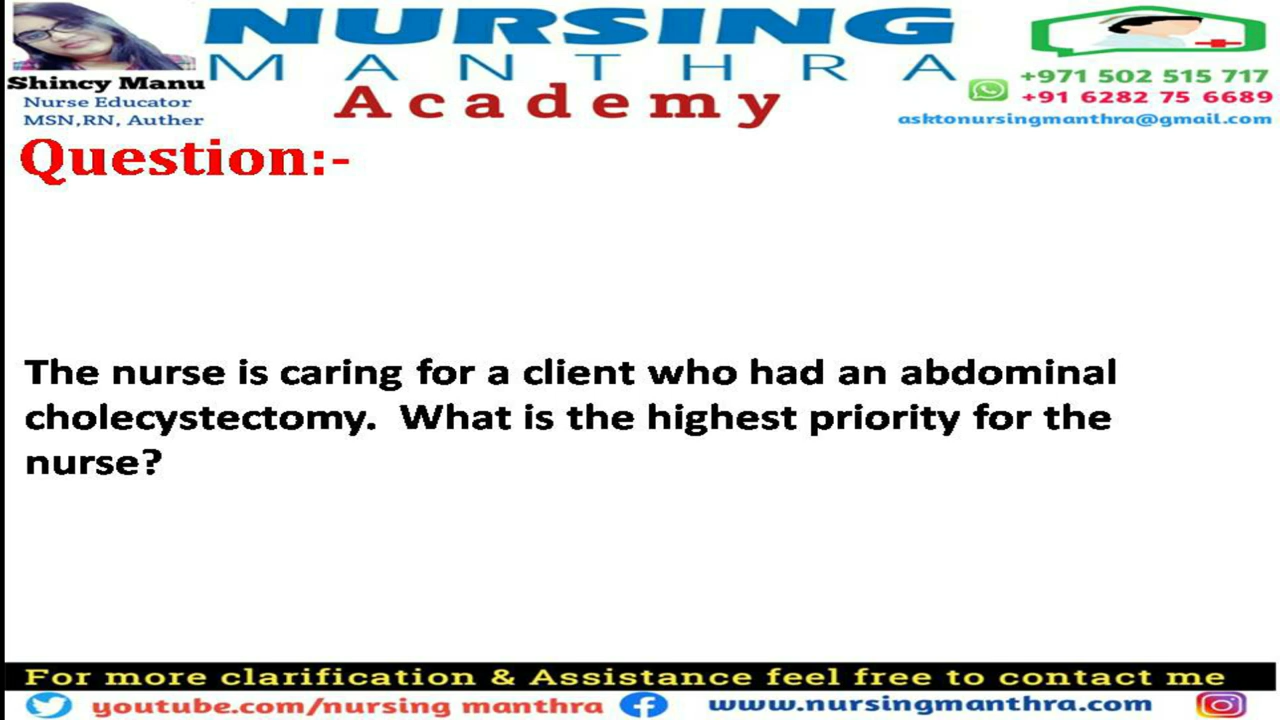 NURSING
MANTHRA
Academy
Shincy Manu
Nurse Educator
MSN,RN, Auther
+971 502 515 717
+91 6282 75 6689
asktonursingmanthra@gmail.com
Question:-
The nurse is caring for a client who had an abdominal
cholecystectomy.  What is the highest priority for the
nurse?
For more clarification & Assistance feel free to contact me
youtube.com/nursing manthra
www.nursingmanthra.com